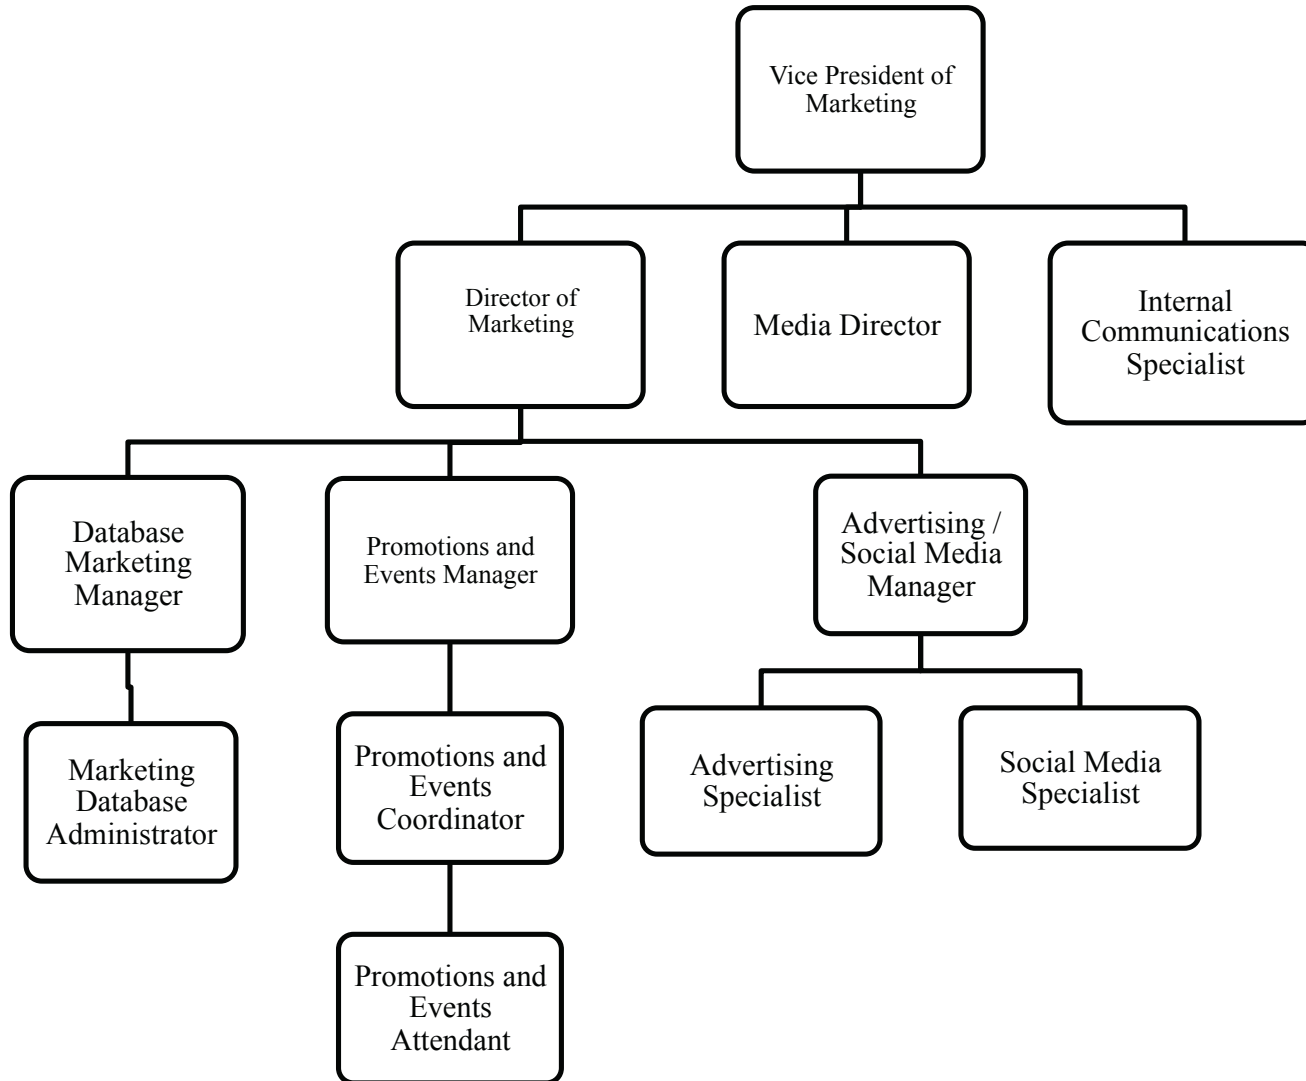 Vice President of
Marketing
Director of
Marketing
Media Director
Internal
Communications
Specialist
Database
Marketing
Manager
Promotions and
Events Manager
Advertising /
Social Media
Manager
Marketing
Database
Administrator
Promotions and
Events
Coordinator
Advertising
Specialist
Social Media
Specialist
Promotions and
Events
Attendant